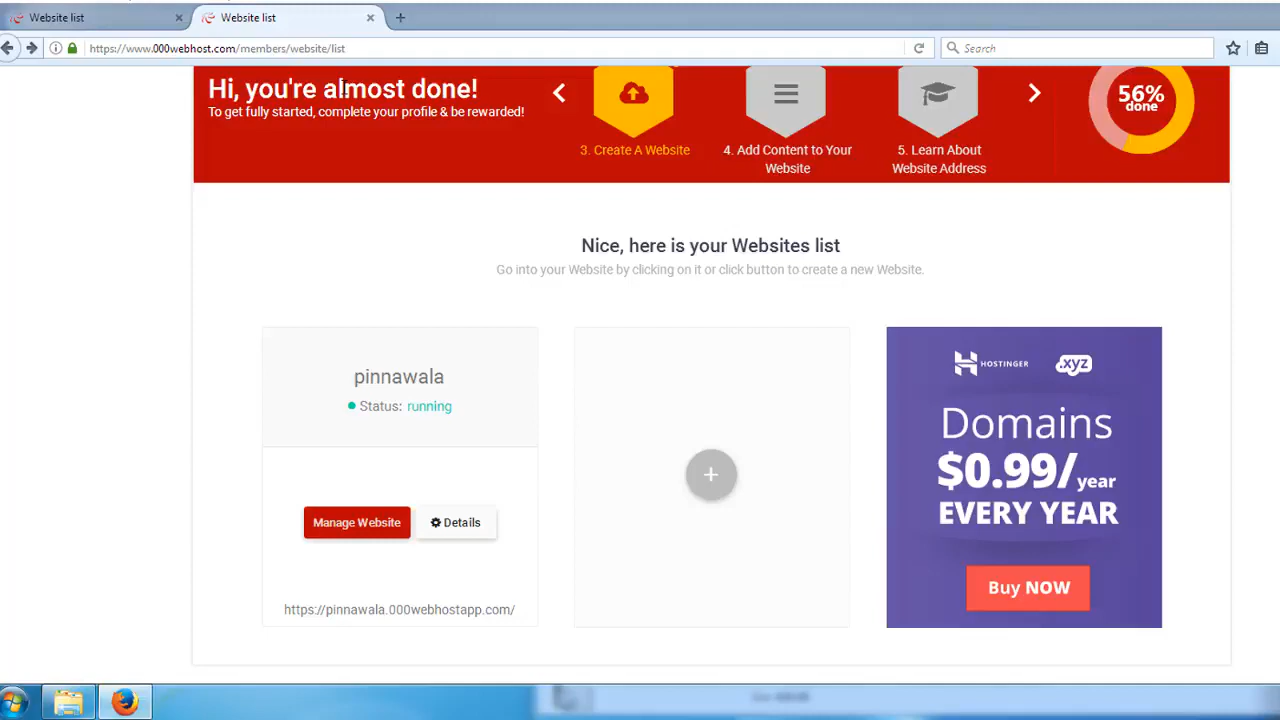 Website list
Website list
https://www.000webhost.com/members/website/list
Search
Hi, you're almost done!
To get fully started, complete your profile & be rewarded!
3. Create A Website
4. Add Content to Your
Website
5. Learn About
Website Address
56%
done
Nice, here is your Websites list
Go into your Website by clicking on it or click button to create a new Website.
pinnawala
Status: running
Manage Website
Details
https://pinnawala.000webhostapp.com/
HOSTINGER
.xyz
Domains
$0.99/year
EVERY YEAR
Buy NOW